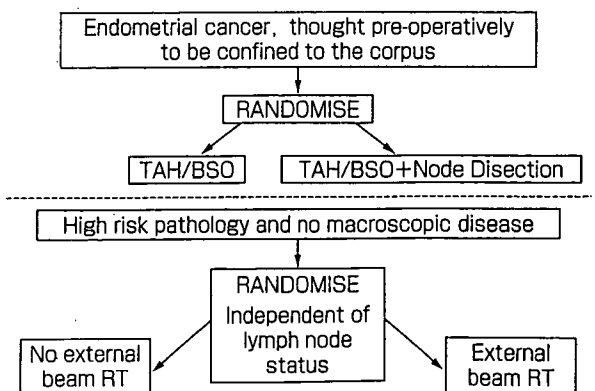 Endometrial cancer, thought pre-operatively
to be confined to the corpus
RANDOMISE
TAH/BSO
TAH/BSO+Node Disection
High risk pathology and no macroscopic disease
RANDOMISE
Independent of
lymph node
status
No external
beam RT
External
beam RT